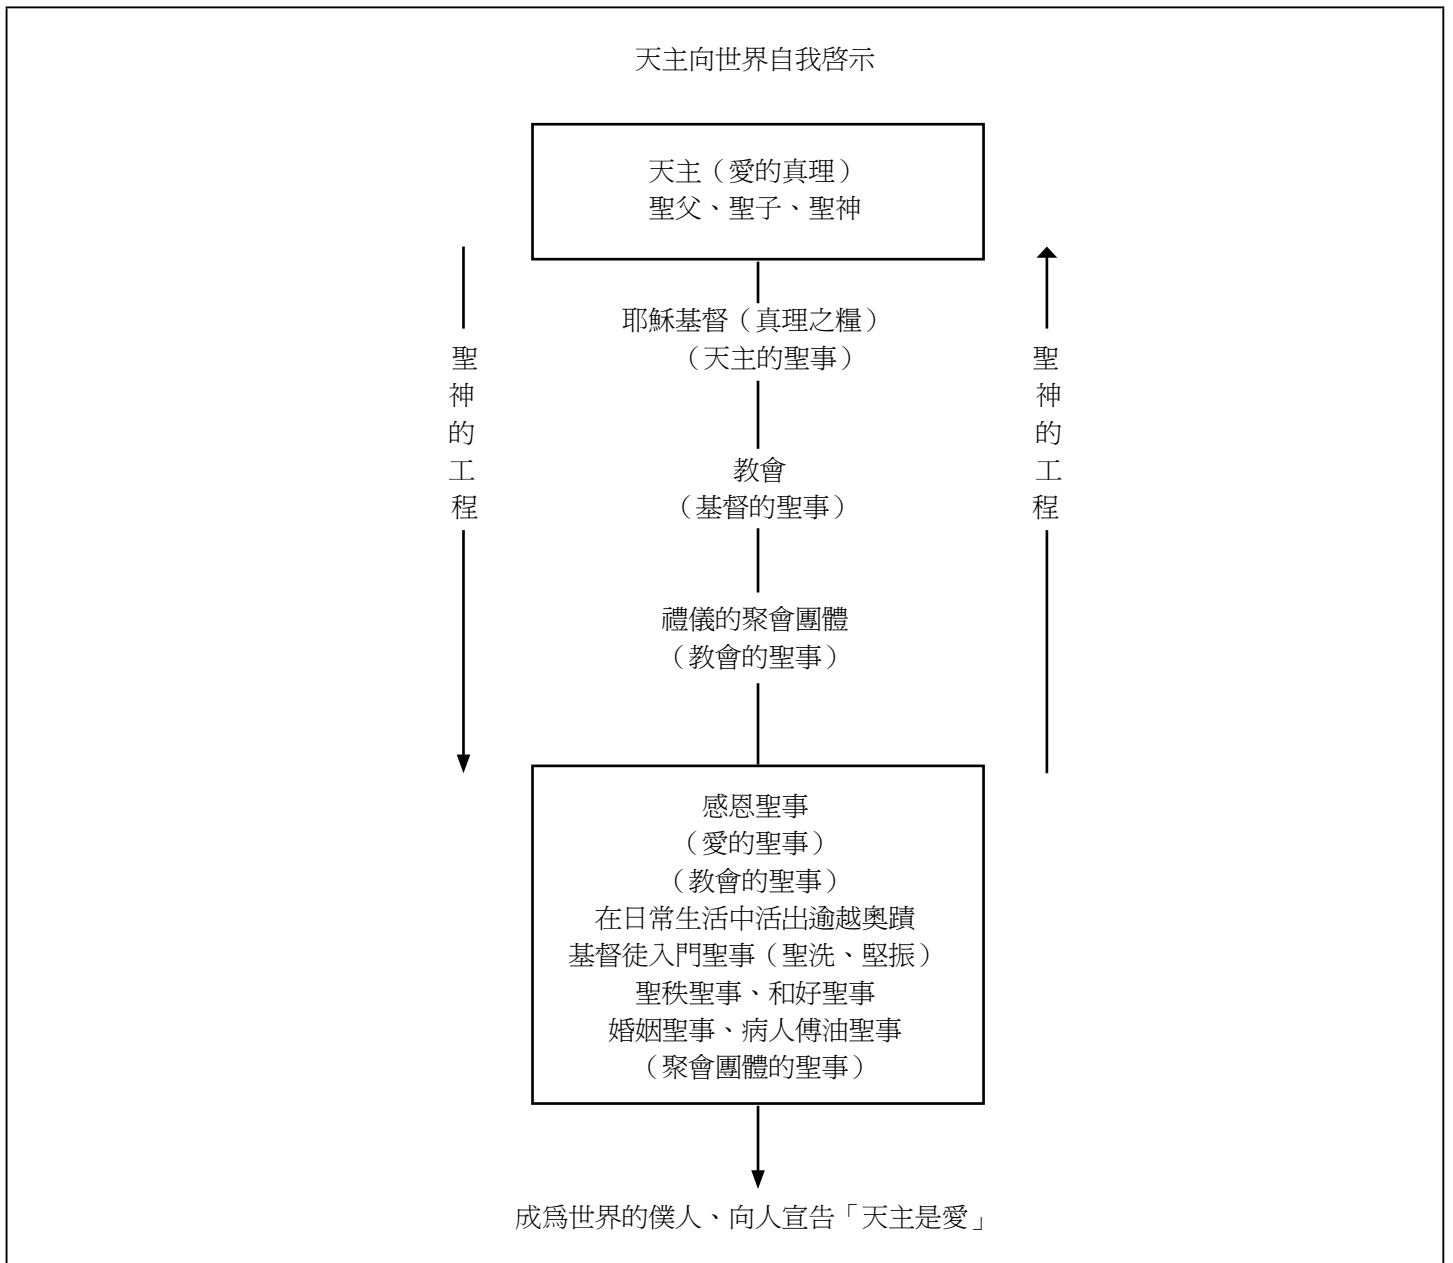 天主向世界自我啓示
天主（愛的真理）
聖父、聖子、聖神
耶穌基督（真理之糧）
（天主的聖事）
聖神的工程
聖神的工程
教會
（基督的聖事）
禮儀的聚會團體
（教會的聖事）
感恩聖事
（愛的聖事）
（教會的聖事）
在日常生活中活出逾越奧蹟
基督徒入門聖事（聖洗、堅振）
聖秩聖事、和好聖事
婚姻聖事、病人傅油聖事
（聚會團體的聖事）
成爲世界的僕人、向人宣告「天主是愛」